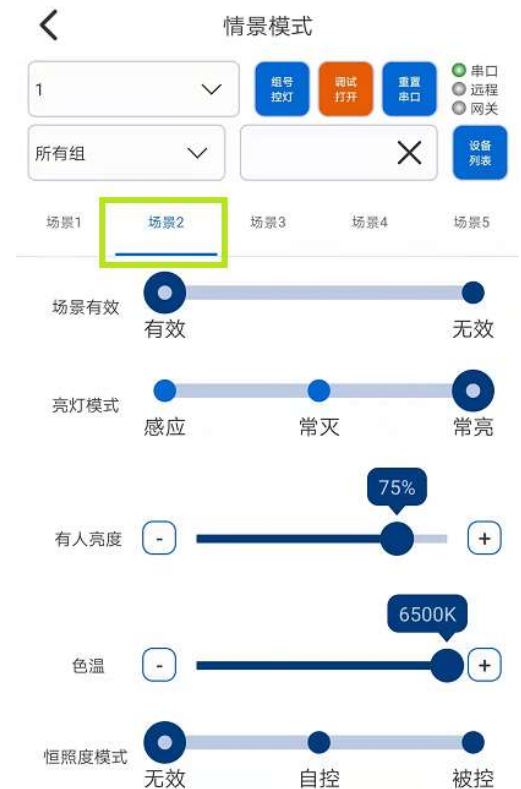 情景模式
1
组号
控灯
调试
打开
重置
串口
串口
远程
网关
所有组
设备
列表
场景1 场景2 场景3 场景4 场景5
场景有效
有效 无效
亮灯模式
感应 常灭 常亮
75%
有人亮度 - +
6500K
色温 - +
恒照度模式
无效 自控 被控